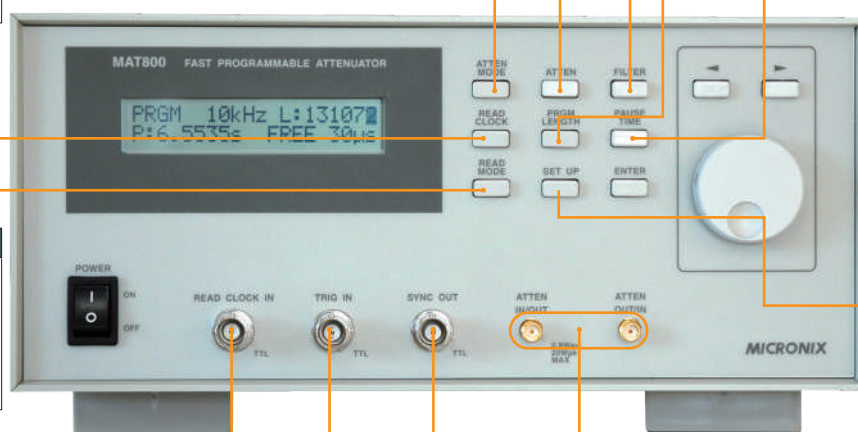 MAT800 FAST PROGRAMMABLE ATTENUATOR
PRGM 10kHz L:131072
P:6.5535s FREE 30µs
ATTEN MODE
ATTEN
FILTER
READ CLOCK
PRGM LENGTH
PAUSE TIME
READ MODE
SET UP
ENTER
◄
►
POWER
ON
OFF
READ CLOCK IN
TTL
TRIG IN
TTL
SYNC OUT
TTL
ATTEN IN/OUT
ATTEN OUT/IN
MAX
MICRONIX